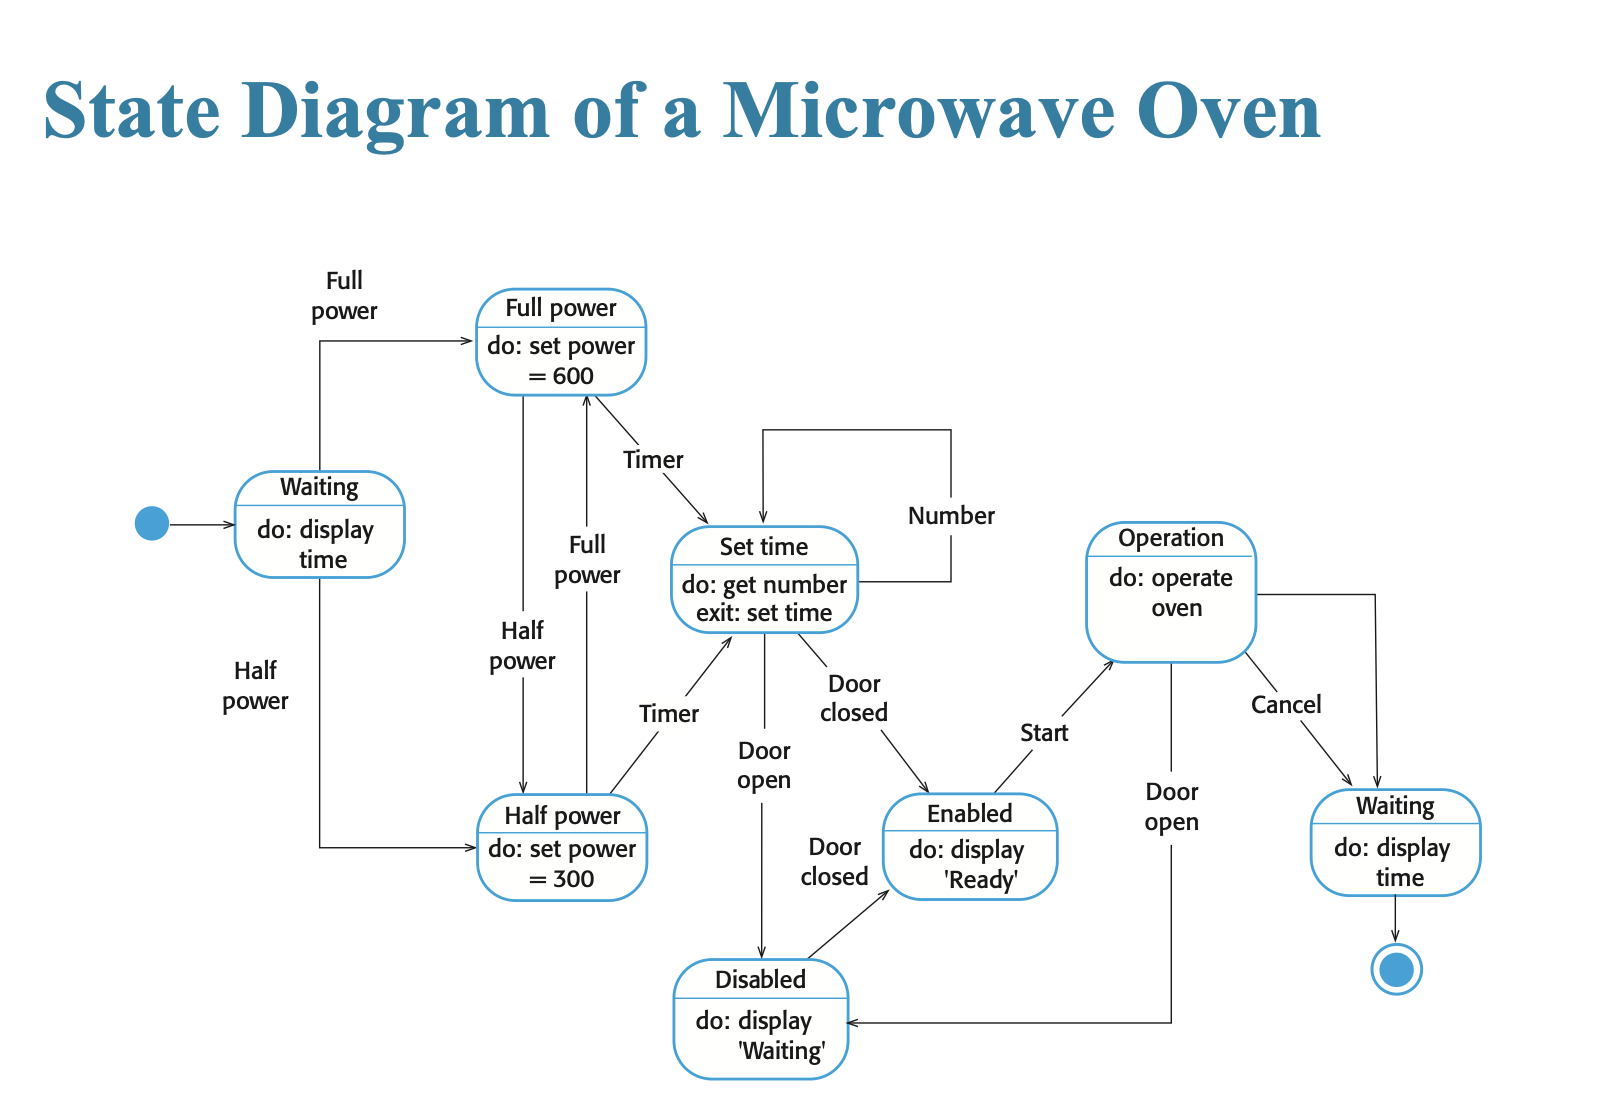 State Diagram of a Microwave Oven
Full
power
Full power
do: set power
= 600
Timer
Waiting
do: display
time
Number
Full
power
Set time
do: get number
exit: set time
Operation
do: operate
oven
Half
power
Half
power
Timer
Door
closed
Door
open
Start
Cancel
Door
open
Half power
do: set power
= 300
Enabled
do: display
'Ready'
Waiting
do: display
time
Door
closed
Disabled
do: display
'Waiting'